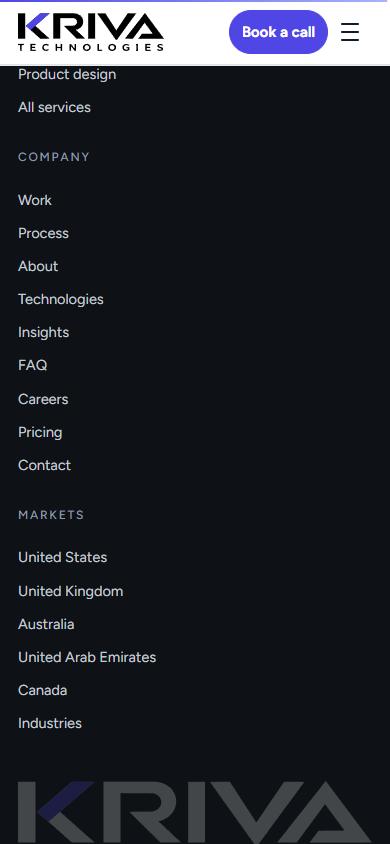 KRIVA
TECHNOLOGIES
Book a call
Product design
All services
COMPANY
Work
Process
About
Technologies
Insights
FAQ
Careers
Pricing
Contact
MARKETS
United States
United Kingdom
Australia
United Arab Emirates
Canada
Industries
KRIVA